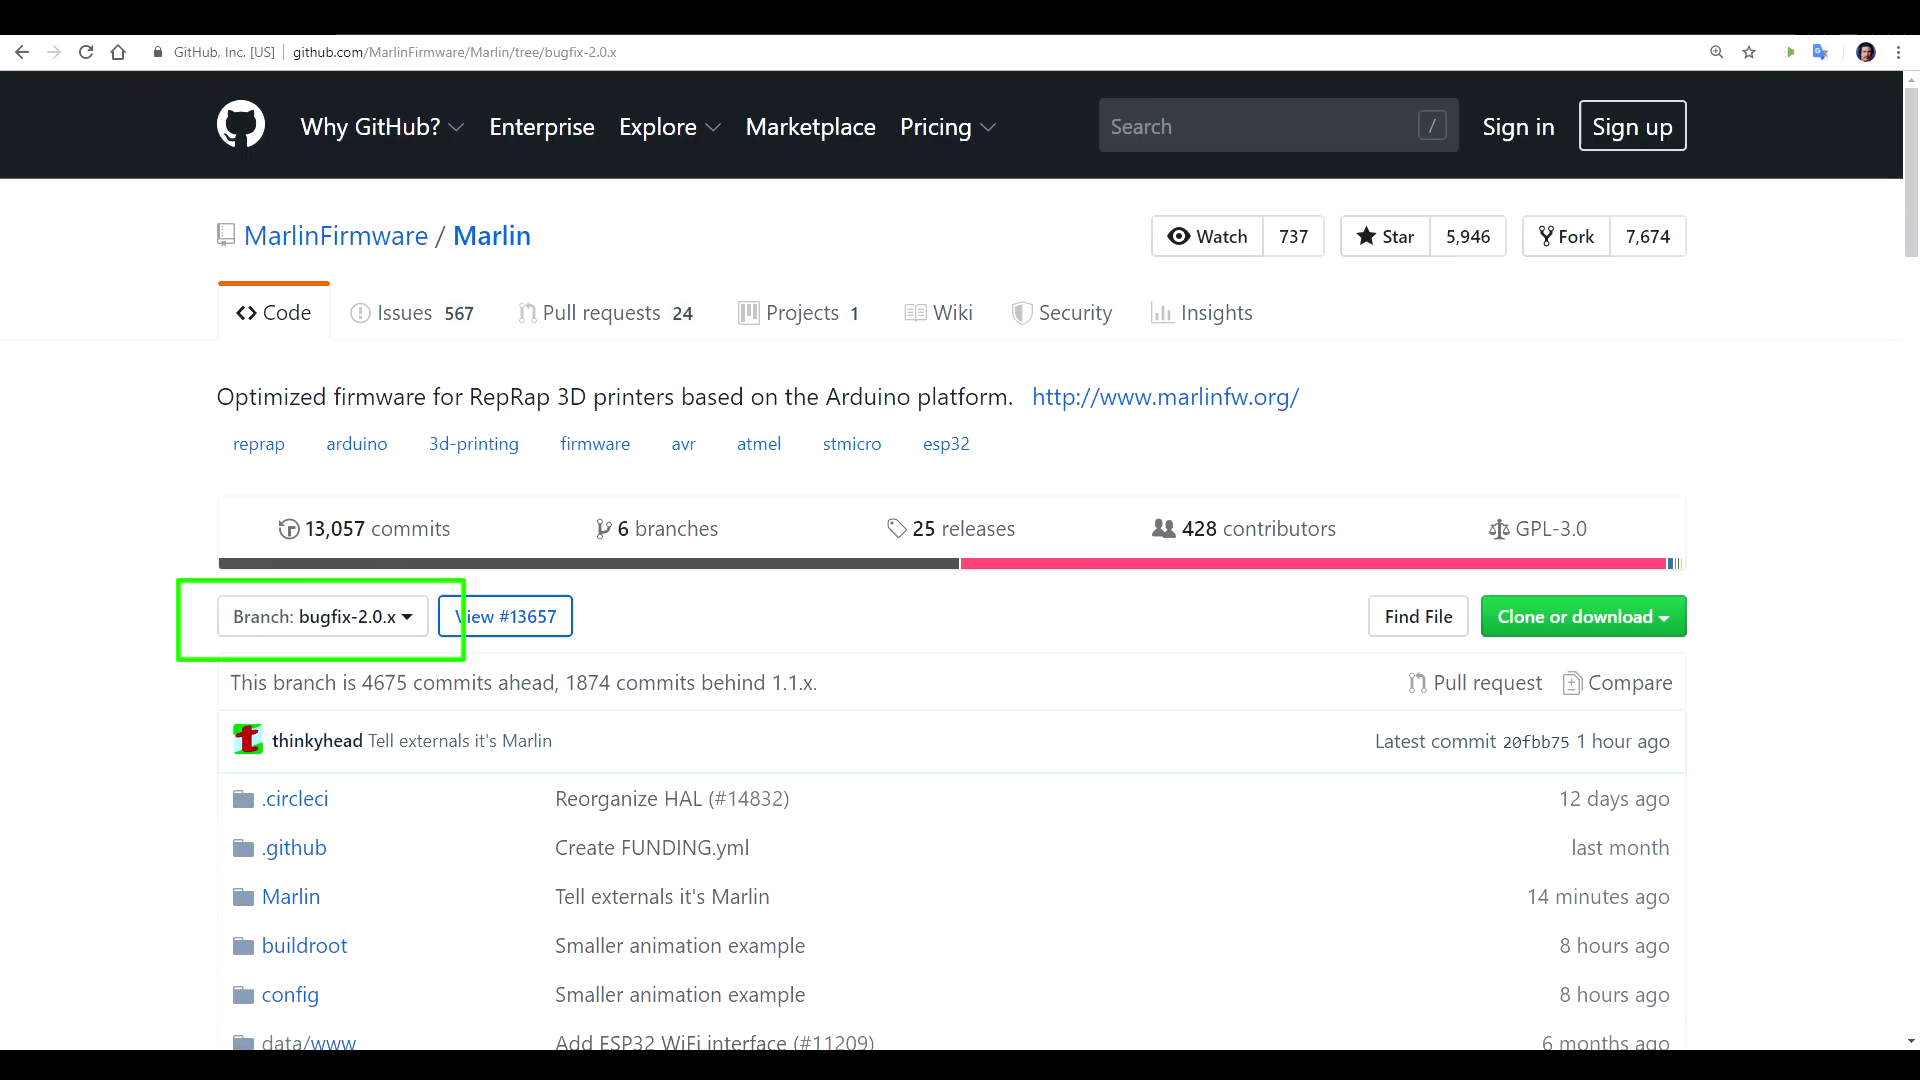 GitHub, Inc. [US] github.com/MarlinFirmware/Marlin/tree/bugfix-2.0.x
Why GitHub? Enterprise Explore Marketplace Pricing Search / Sign in Sign up
MarlinFirmware / Marlin Watch 737 Star 5,946 Fork 7,674
Code Issues 567 Pull requests 24 Projects 1 Wiki Security Insights
Optimized firmware for RepRap 3D printers based on the Arduino platform. http://www.marlinfw.org/
reprap arduino 3d-printing firmware avr atmel stmicro esp32
13,057 commits 6 branches 25 releases 428 contributors GPL-3.0
Branch: bugfix-2.0.x View #13657 Find File Clone or download
This branch is 4675 commits ahead, 1874 commits behind 1.1.x. Pull request Compare
thinkyhead Tell externals it's Marlin Latest commit 20fbb75 1 hour ago
.circleci Reorganize HAL (#14832) 12 days ago
.github Create FUNDING.yml last month
Marlin Tell externals it's Marlin 14 minutes ago
buildroot Smaller animation example 8 hours ago
config Smaller animation example 8 hours ago
data/www Add ESP32 WiFi interface (#11209) 6 months ago